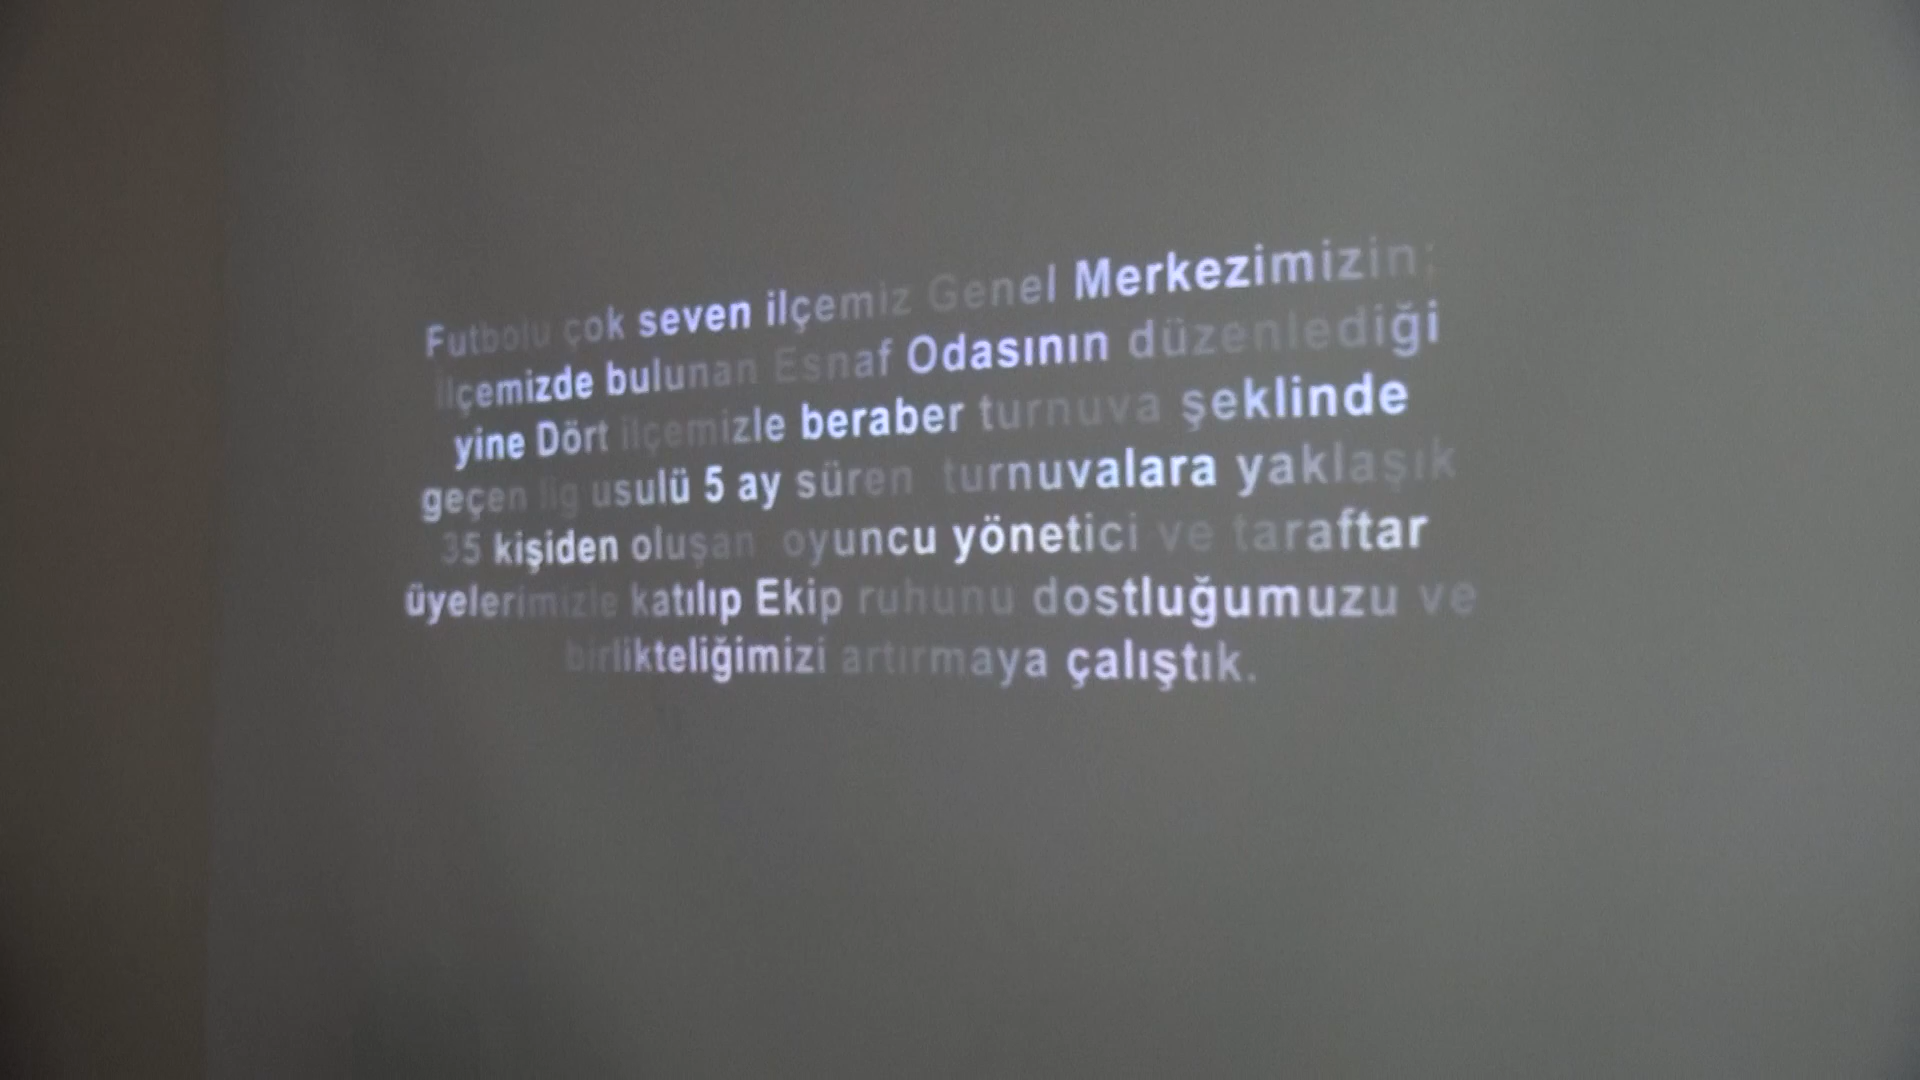 Futbolu çok seven ilçemiz Genel Merkezimizin;
İlçemizde bulunan Esnaf Odasının düzenlediği
yine Dört ilçemizle beraber turnuva şeklinde
geçen lig usulü 5 ay süren turnuvalara yaklaşık
35 kişiden oluşan oyuncu yönetici ve taraftar
üyelerimizle katılıp Ekip ruhunu dostluğumuzu ve
birlikteliğimizi artırmaya çalıştık.